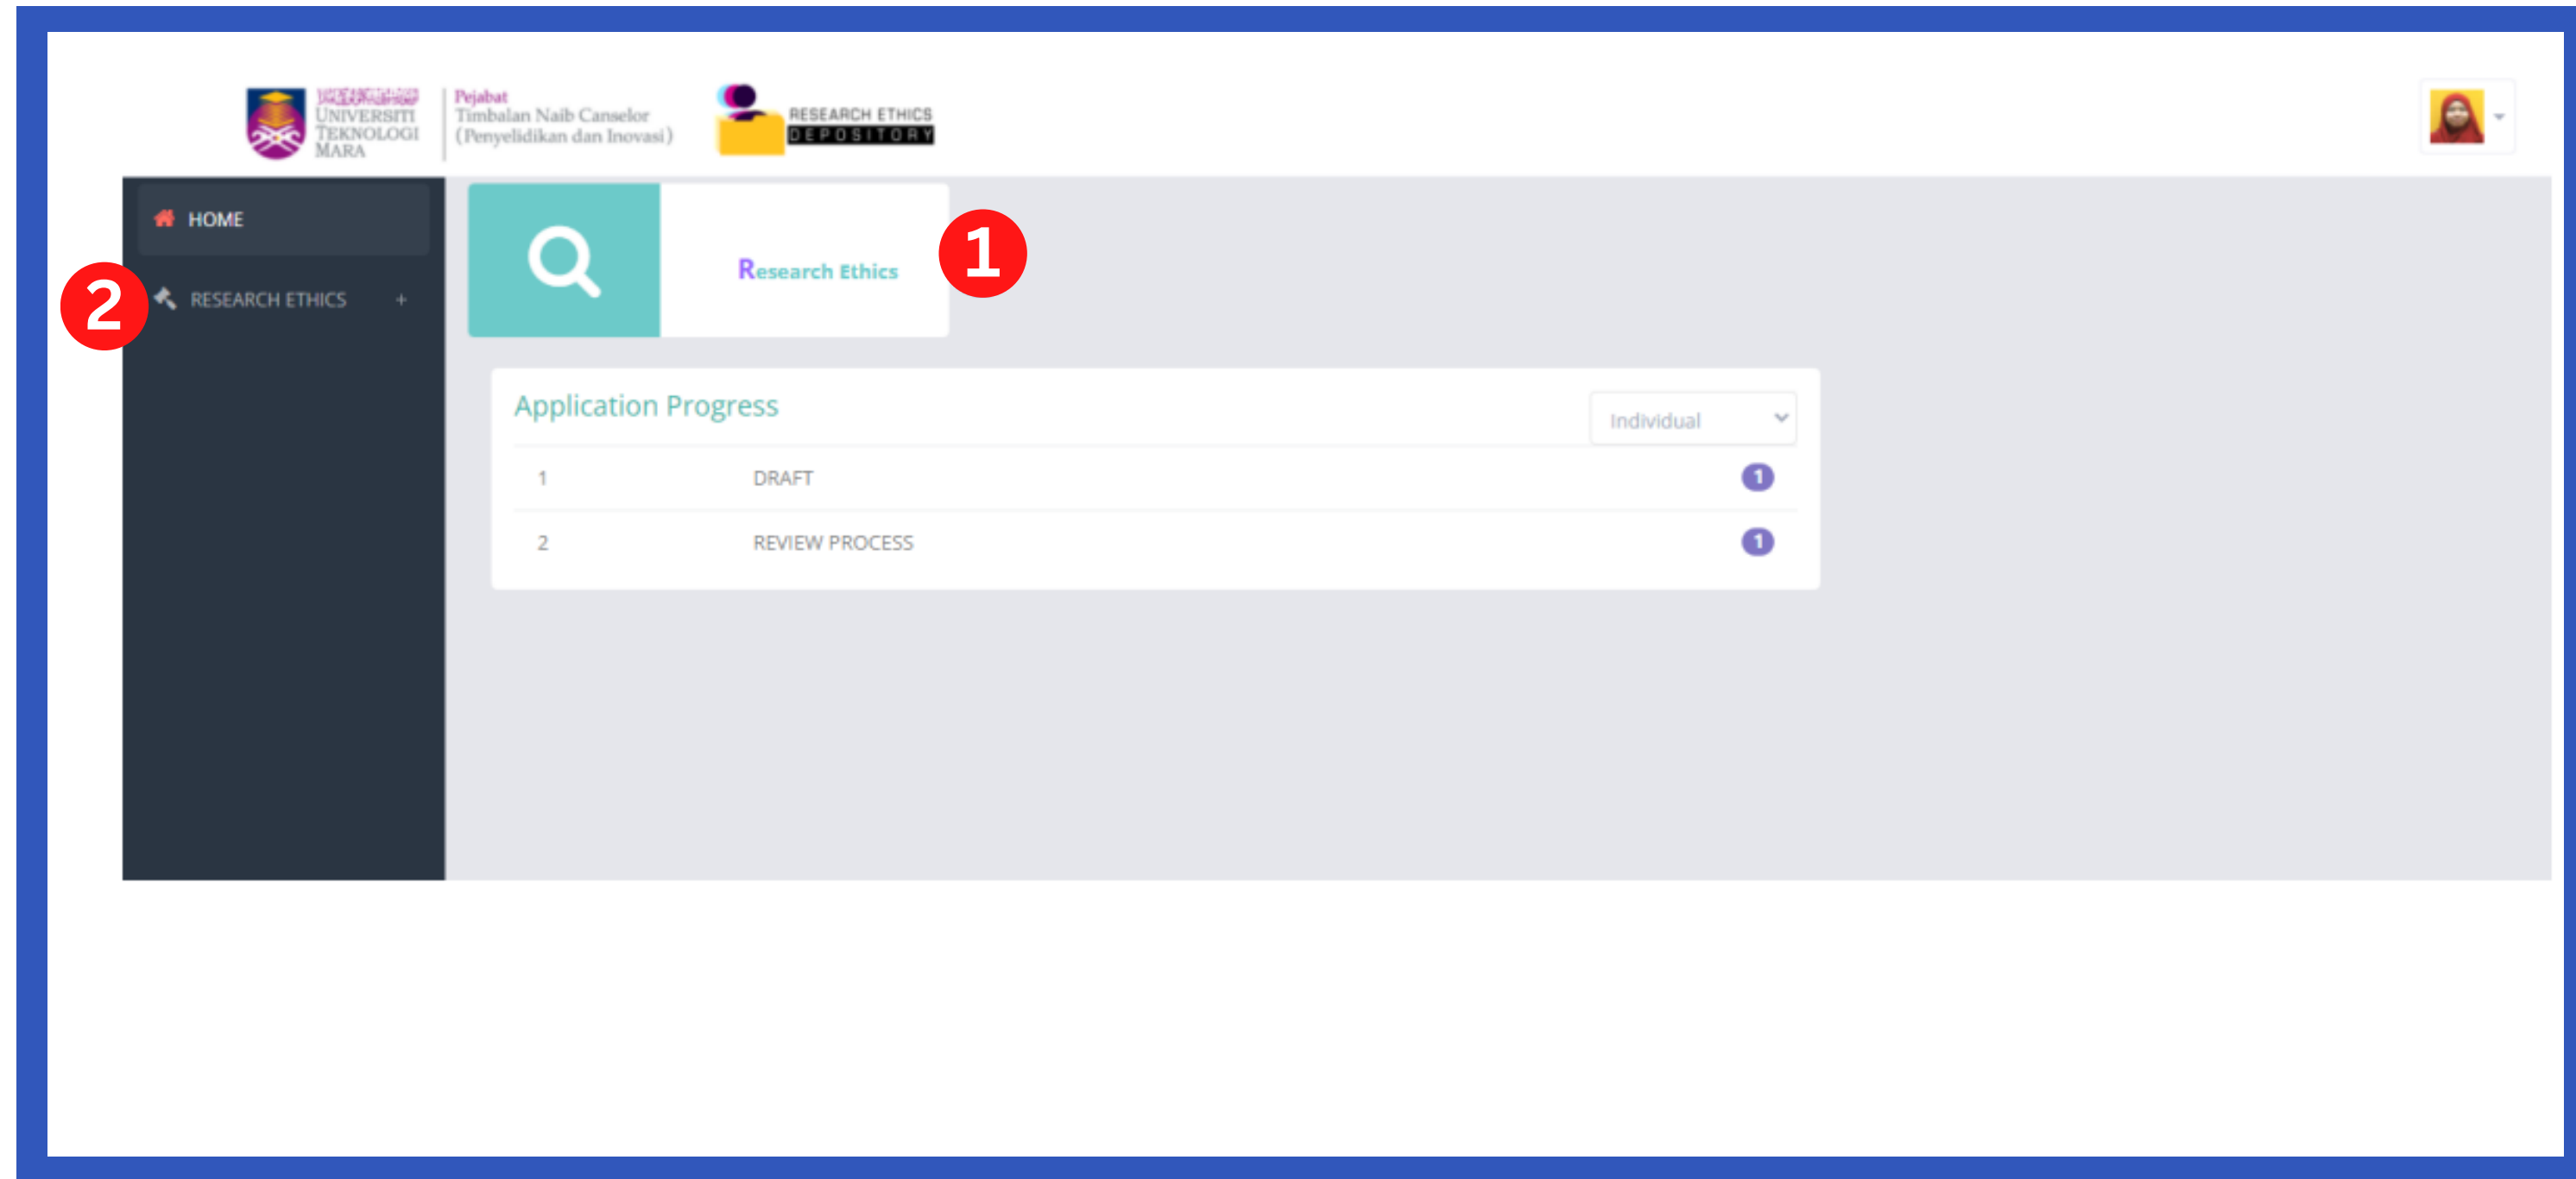 UNIVERSITI
TEKNOLOGI
MARA
Pejabat
Timbalan Naib Canselor
(Penyelidikan dan Inovasi)
RESEARCH ETHICS
DEPOSITORY
HOME
2
RESEARCH ETHICS +
Research Ethics
1
Application Progress
Individual
1 DRAFT 1
2 REVIEW PROCESS 1